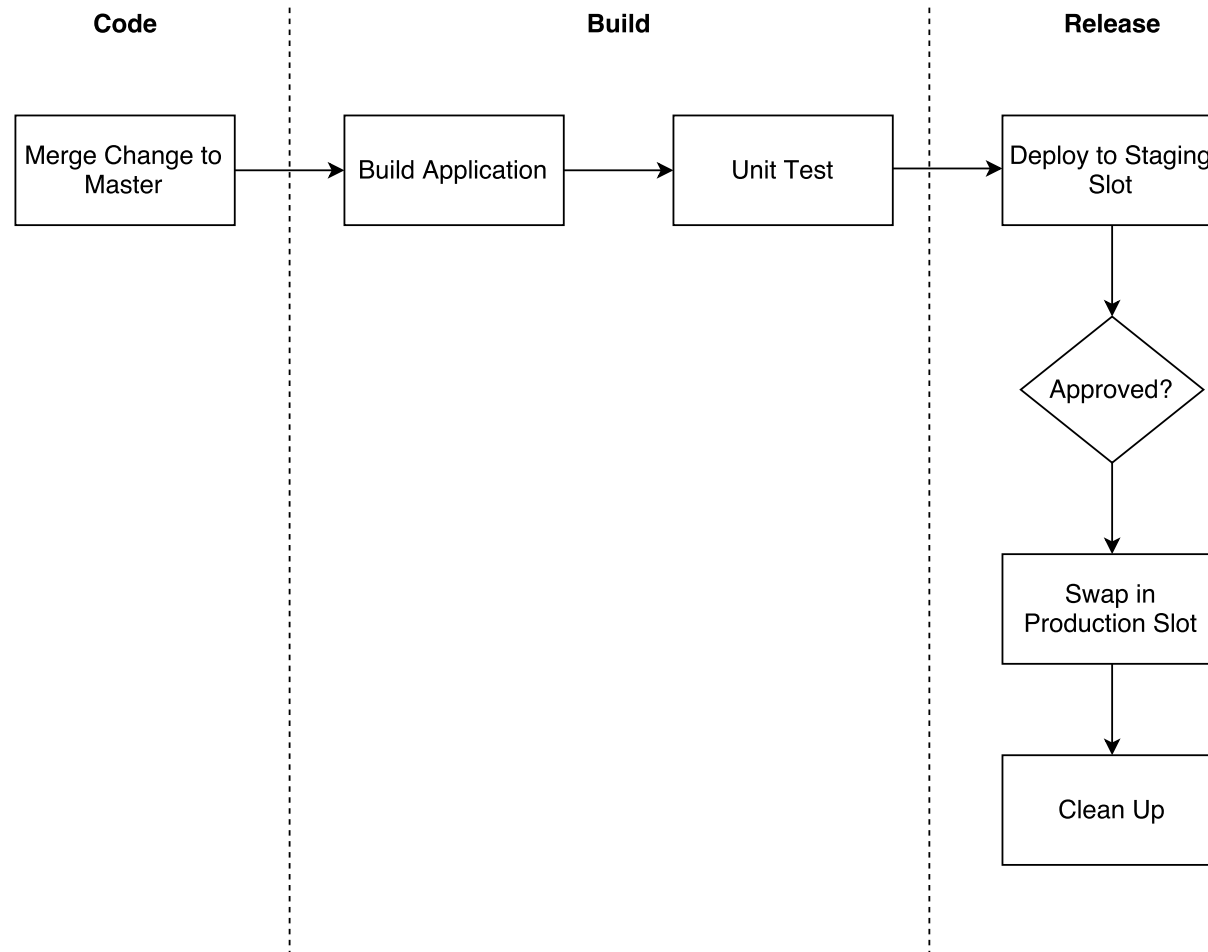 Code
Build
Release
Merge Change to
Master
Build Application
Unit Test
Deploy to Staging
Slot
Approved?
Swap in
Production Slot
Clean Up